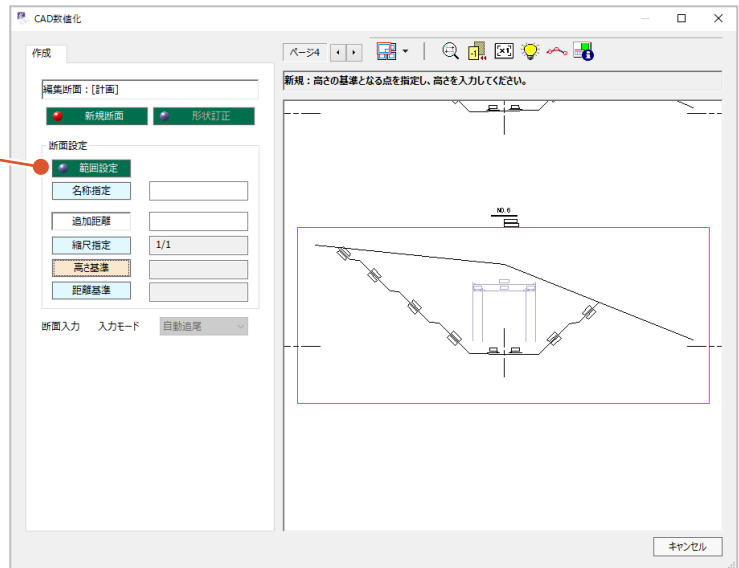 CAD数値化
作成
ページ4
編集断面:[計画]
新規:高さの基準となる点を指定し、高さを入力してください。
新規断面
形状訂正
断面設定
範囲設定
名称指定
追加距離
縮尺指定
1/1
高さ基準
距離基準
断面入力 入力モード
自動追尾
NO.6
キャンセル